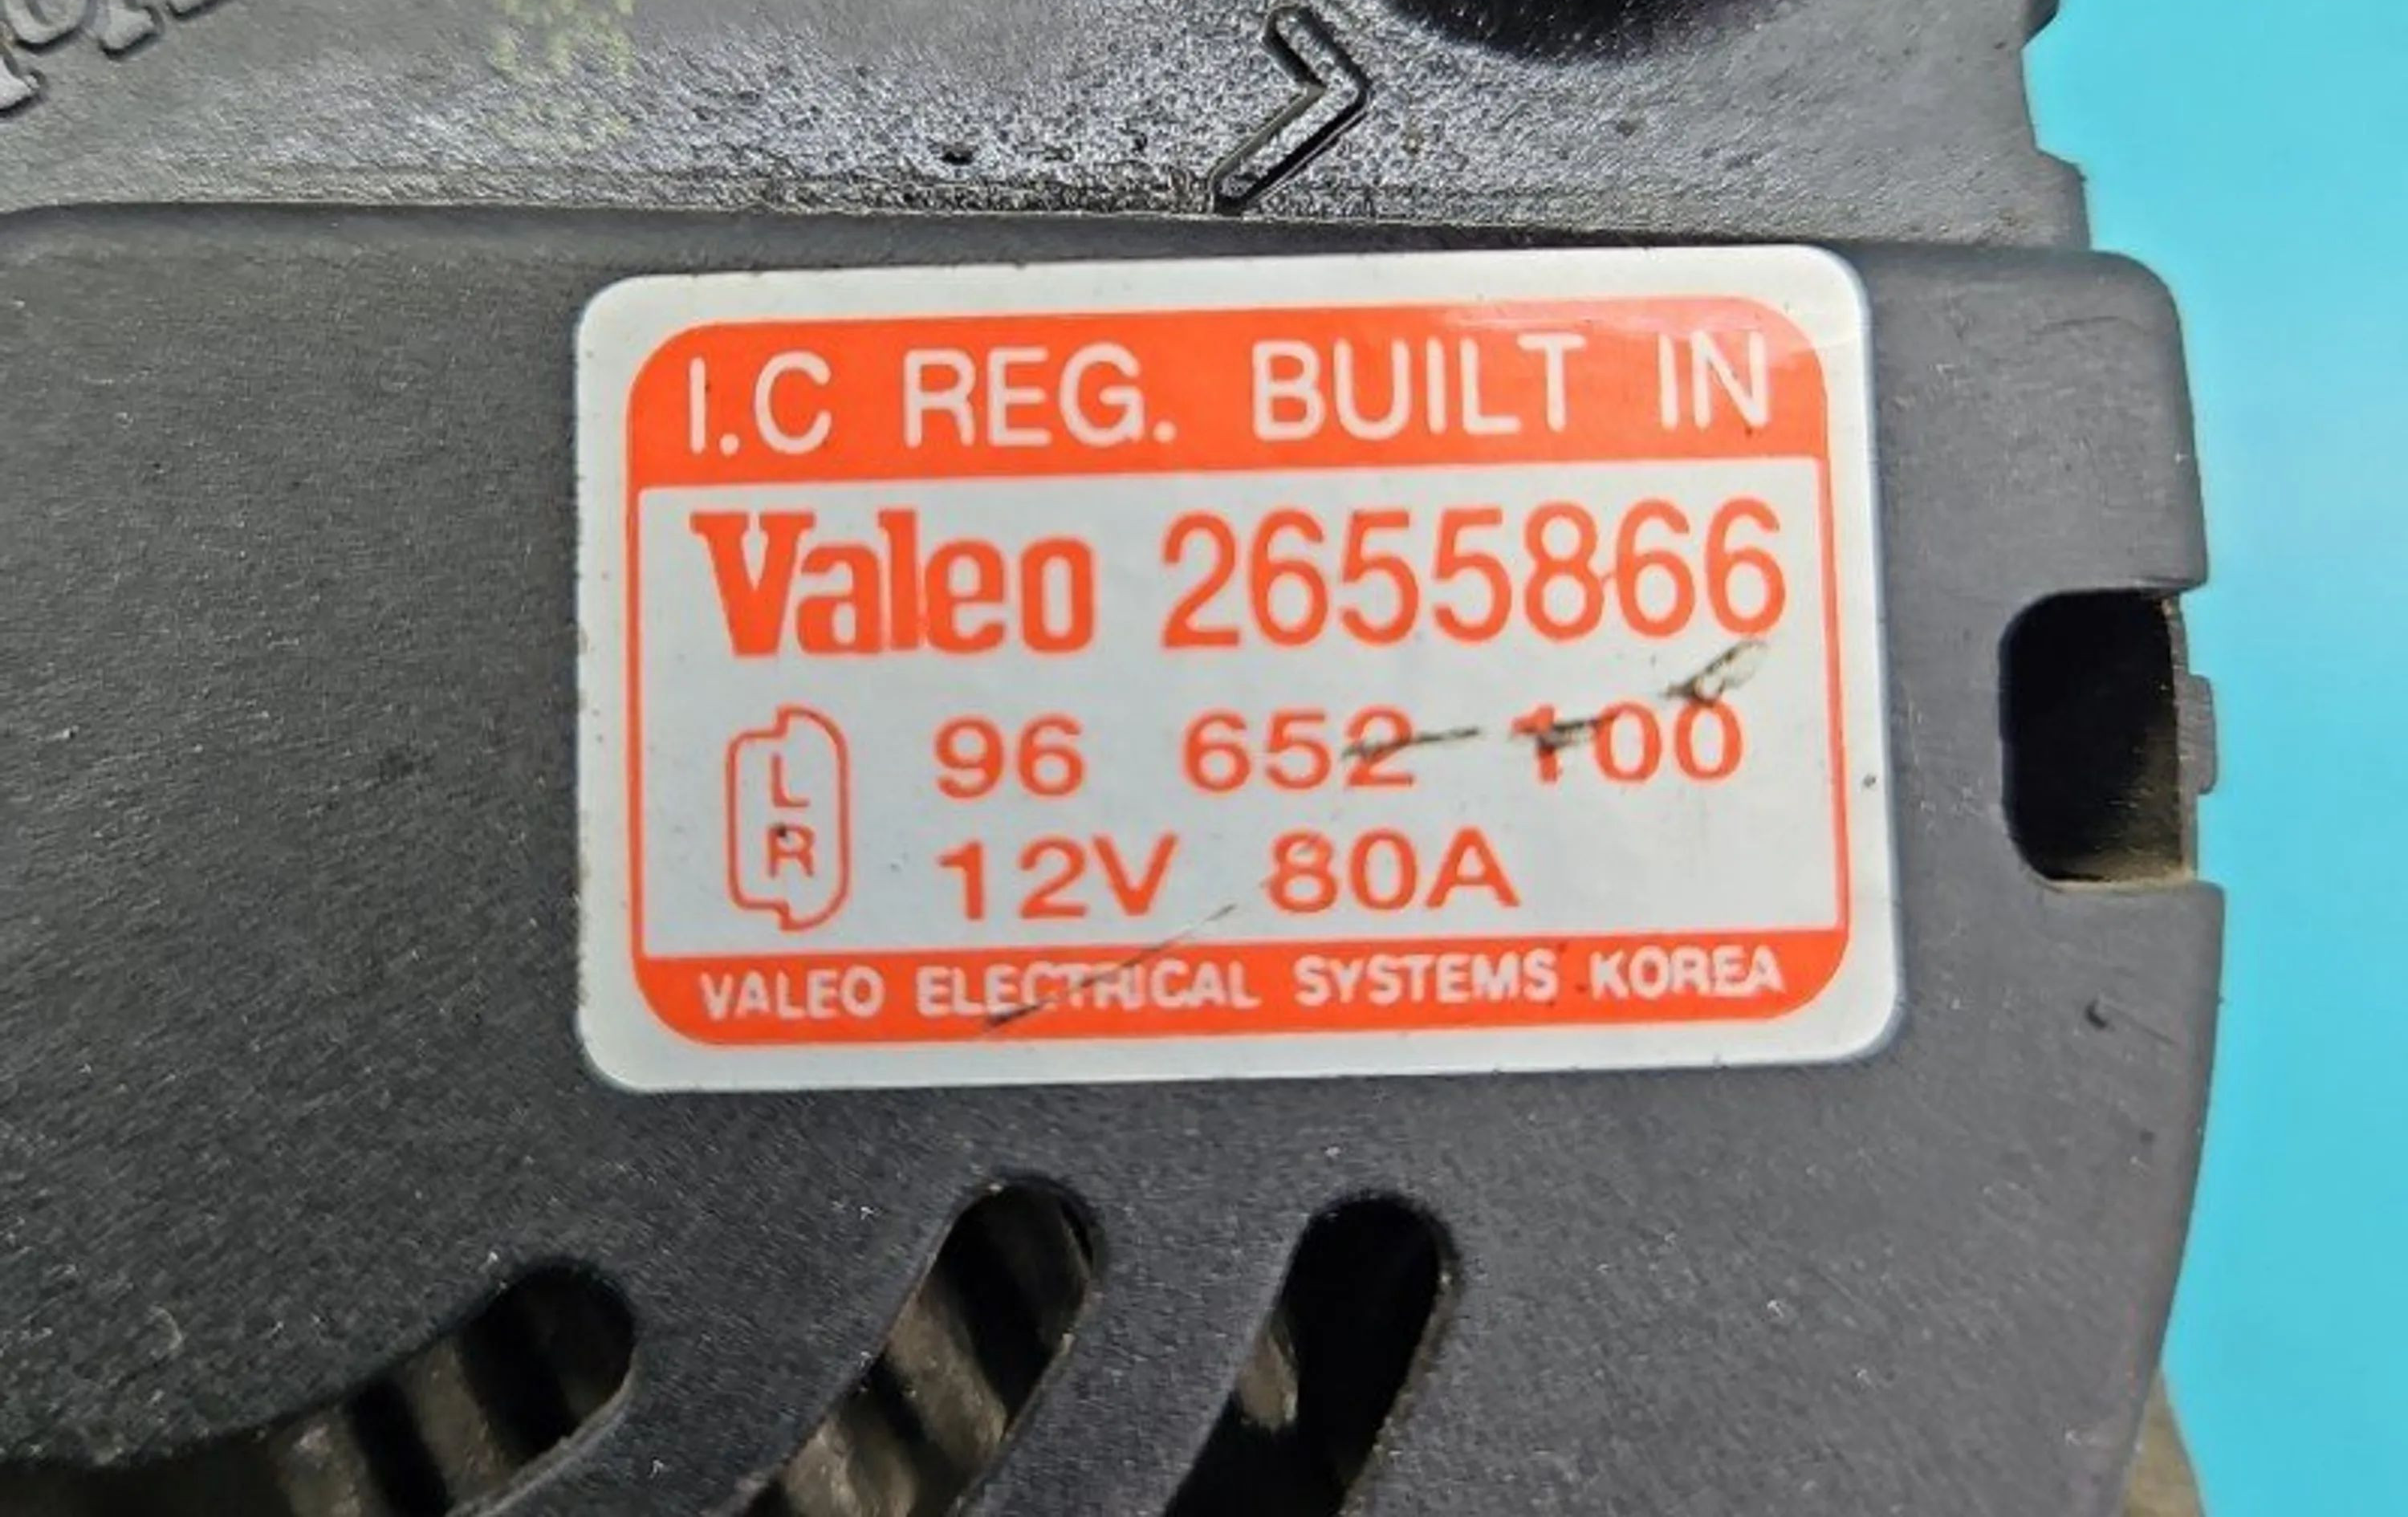 I.C REG. BUILT IN
Valeo 2655866
L
R
96 652 100
12V 80A
VALEO ELECTRICAL SYSTEMS KOREA